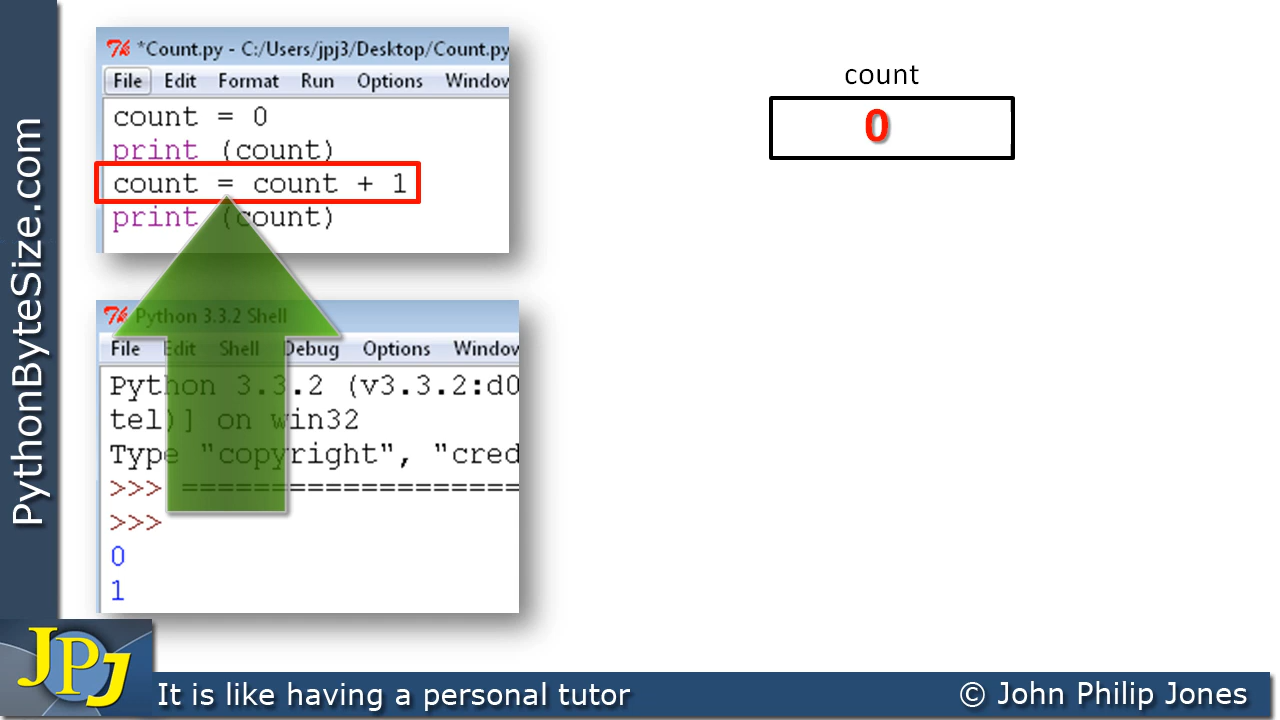 PythonByteSize.com
*Count.py - C:/Users/jpj3/Desktop/Count.py
File Edit Format Run Options Window
count = 0
print (count)
count = count + 1
print (count)
Python 3.3.2 Shell
File Edit Shell Debug Options Window
Python 3.3.2 (v3.3.2:d0
tel)] on win32
Type "copyright", "cred
>>> ====================
>>>
0
1
count
0
JPJ
It is like having a personal tutor
© John Philip Jones